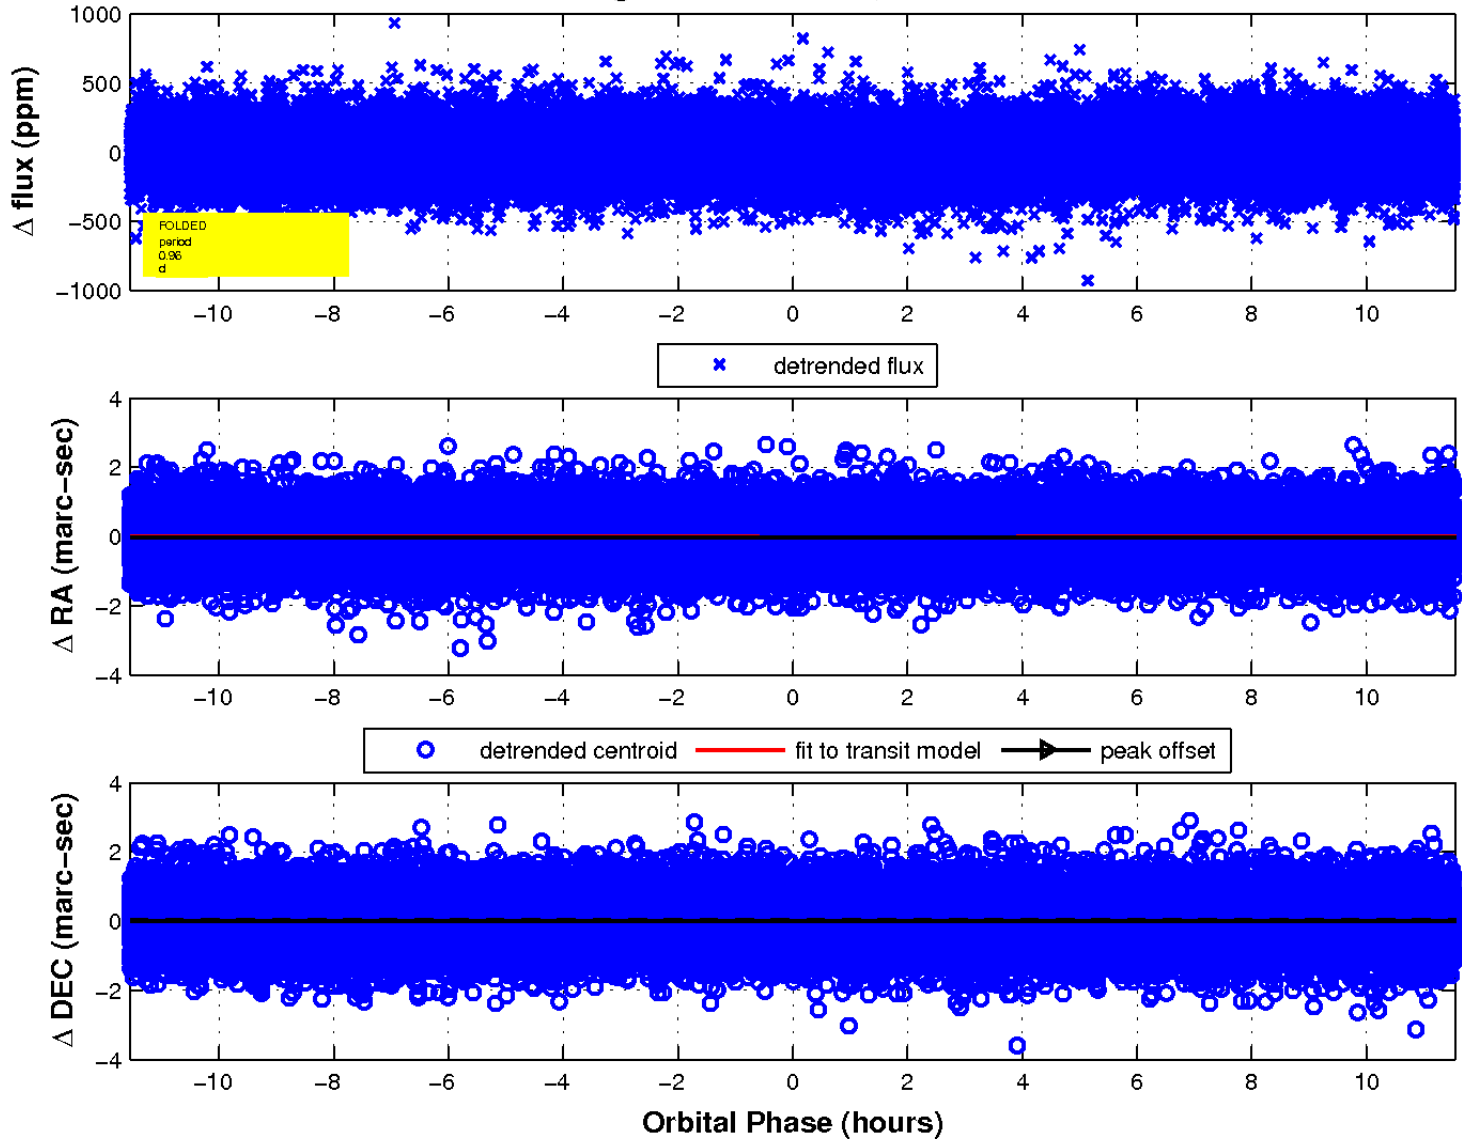 1000
500
0
−500
−1000
Δ flux (ppm)
FOLDED
period
0.96
d
−10 −8 −6 −4 −2 0 2 4 6 8 10
detrended flux
4
2
0
−2
−4
Δ RA (marc−sec)
−10 −8 −6 −4 −2 0 2 4 6 8 10
detrended centroid fit to transit model peak offset
4
2
0
−2
−4
Δ DEC (marc−sec)
−10 −8 −6 −4 −2 0 2 4 6 8 10
Orbital Phase (hours)